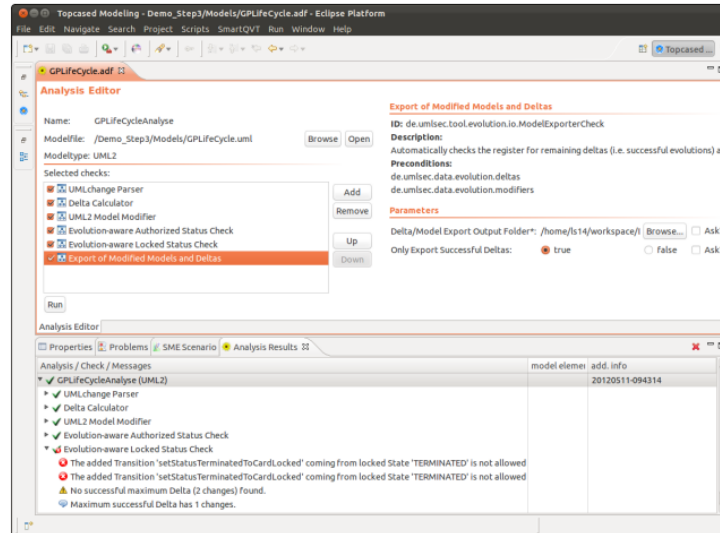 Topcased Modeling - Demo_Step3/Models/GPLifeCycle.adf - Eclipse Platform
File Edit Navigate Search Project Scripts SmartQVT Run Window Help
Topcased ...
GPLifeCycle.adf
Analysis Editor
Name: GPLifeCycleAnalyse
Modelfile: /Demo_Step3/Models/GPLifeCycle.uml Browse Open
Modeltype: UML2
Selected checks:
UMLchange Parser
Delta Calculator
UML2 Model Modifier
Evolution-aware Authorized Status Check
Evolution-aware Locked Status Check
Export of Modified Models and Deltas
Add
Remove
Up
Down
Run
Export of Modified Models and Deltas
ID: de.umlsec.tool.evolution.io.ModelExporterCheck
Description:
Automatically checks the register for remaining deltas (i.e. successful evolutions) a
Preconditions:
de.umlsec.data.evolution.deltas
de.umlsec.data.evolution.modifiers
Parameters
Delta/Model Export Output Folder*: /home/ls14/workspace/ Browse... Ask
Only Export Successful Deltas: true false Ask
Analysis Editor
Properties Problems SME Scenario Analysis Results
Analysis / Check / Messages model elemen add. info
GPLifeCycleAnalyse (UML2) 20120511-094314
UMLchange Parser
Delta Calculator
UML2 Model Modifier
Evolution-aware Authorized Status Check
Evolution-aware Locked Status Check
The added Transition 'setStatusTerminatedToCardLocked' coming from locked State 'TERMINATED' is not allowed
The added Transition 'setStatusTerminatedToCardLocked' coming from locked State 'TERMINATED' is not allowed
No successful maximum Delta (2 changes) found.
Maximum successful Delta has 1 changes.